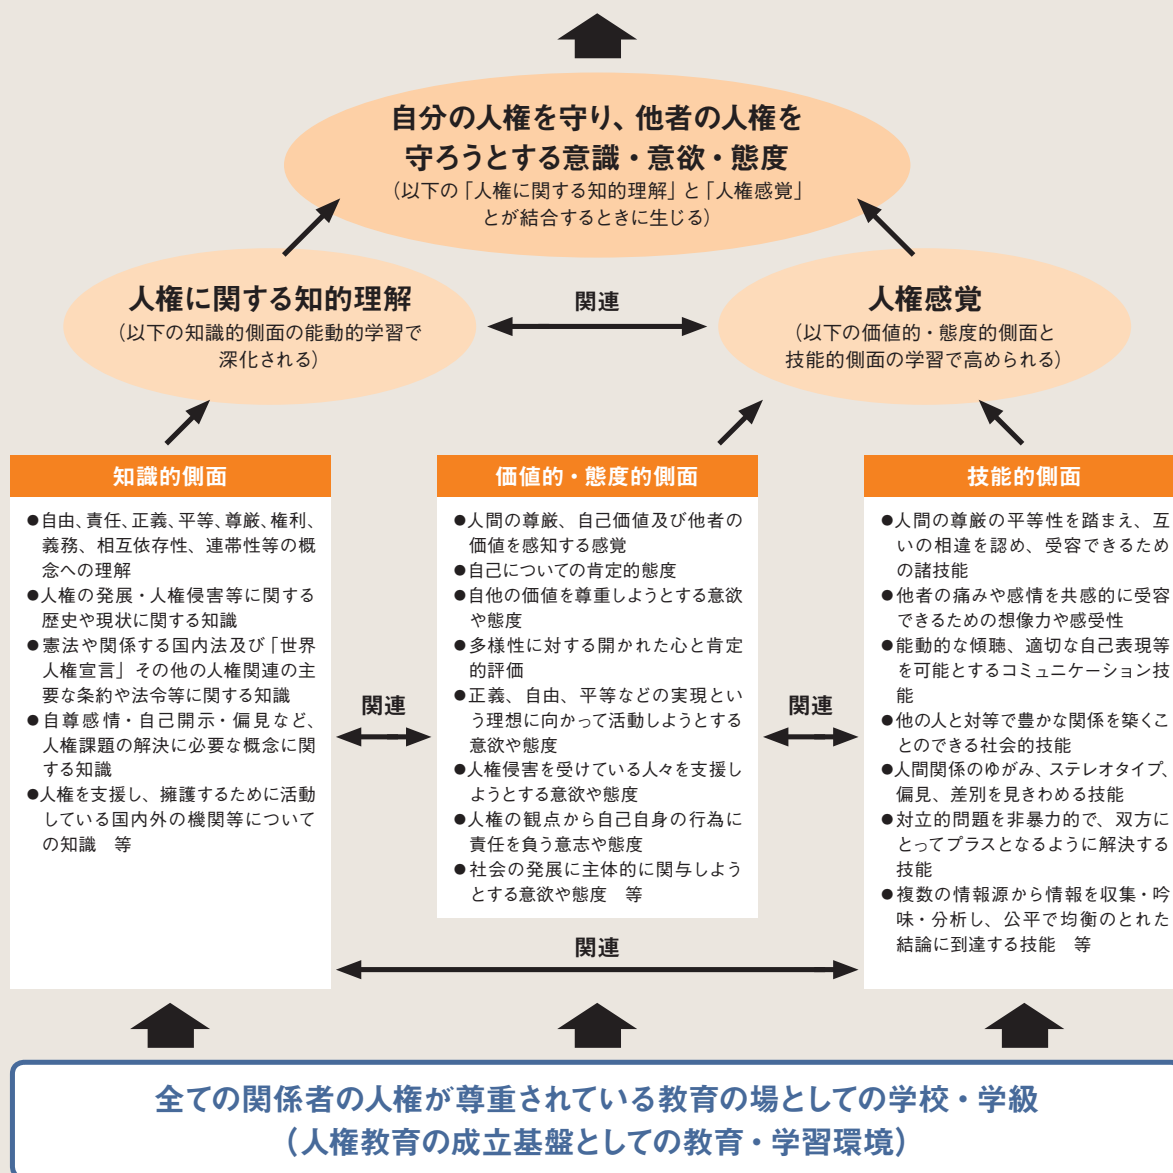 自分の人権を守り、他者の人権を
守ろうとする意識・意欲・態度
（以下の「人権に関する知的理解」と「人権感覚」
とが結合するときに生じる）
人権に関する知的理解
（以下の知識的側面の能動的学習で
深化される）
関連
人権感覚
（以下の価値的・態度的側面と
技能的側面の学習で高められる）
知識的側面
●自由、責任、正義、平等、尊厳、権利、
義務、相互依存性、連帯性等の概
念への理解
●人権の発展・人権侵害等に関する
歴史や現状に関する知識
●憲法や関係する国内法及び「世界
人権宣言」その他の人権関連の主
要な条約や法令等に関する知識
●自尊感情・自己開示・偏見など、
人権課題の解決に必要な概念に関
する知識
●人権を支援し、擁護するために活動
している国内外の機関等について
の知識　等
関連
価値的・態度的側面
●人間の尊厳、自己価値及び他者の
価値を感知する感覚
●自己についての肯定的態度
●自他の価値を尊重しようとする意欲
や態度
●多様性に対する開かれた心と肯定
的評価
●正義、自由、平等などの実現とい
う理想に向かって活動しようとする
意欲や態度
●人権侵害を受けている人々を支援し
ようとする意欲や態度
●人権の観点から自己自身の行為に
責任を負う意志や態度
●社会の発展に主体的に関与しよう
とする意欲や態度　等
関連
技能的側面
●人間の尊厳の平等性を踏まえ、互
いの相違を認め、受容できるため
の諸技能
●他者の痛みや感情を共感的に受容
できるための想像力や感受性
●能動的な傾聴、適切な自己表現等
を可能とするコミュニケーション技
能
●他の人と対等で豊かな関係を築くこ
とのできる社会的技能
●人間関係のゆがみ、ステレオタイプ、
偏見、差別を見きわめる技能
●対立的問題を非暴力的で、双方に
とってプラスとなるように解決する
技能
●複数の情報源から情報を収集・吟
味・分析し、公平で均衡のとれた
結論に到達する技能　等
関連
全ての関係者の人権が尊重されている教育の場としての学校・学級
（人権教育の成立基盤としての教育・学習環境）